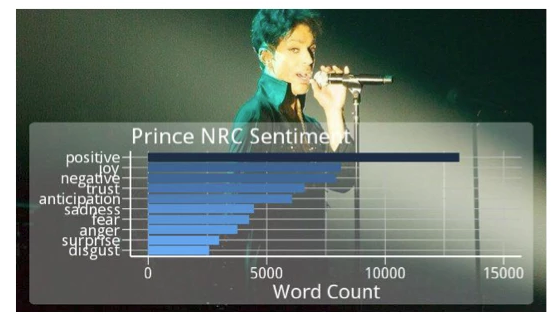 Prince NRC Sentiment
positive
joy
negative
trust
anticipation
sadness
fear
anger
surprise
disgust
0 5000 10000 15000
Word Count